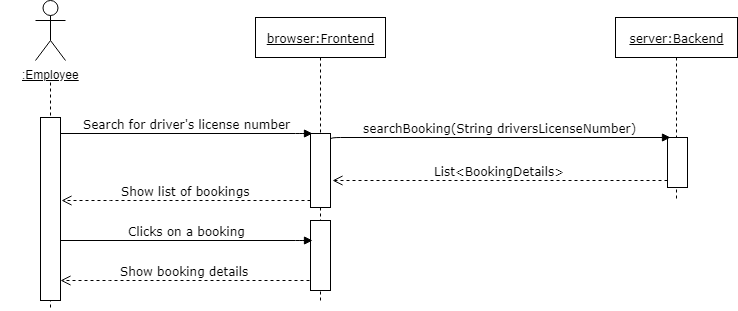 browser:Frontend
server:Backend
:Employee
Search for driver's license number
searchBooking(String driversLicenseNumber)
List<BookingDetails>
Show list of bookings
Clicks on a booking
Show booking details